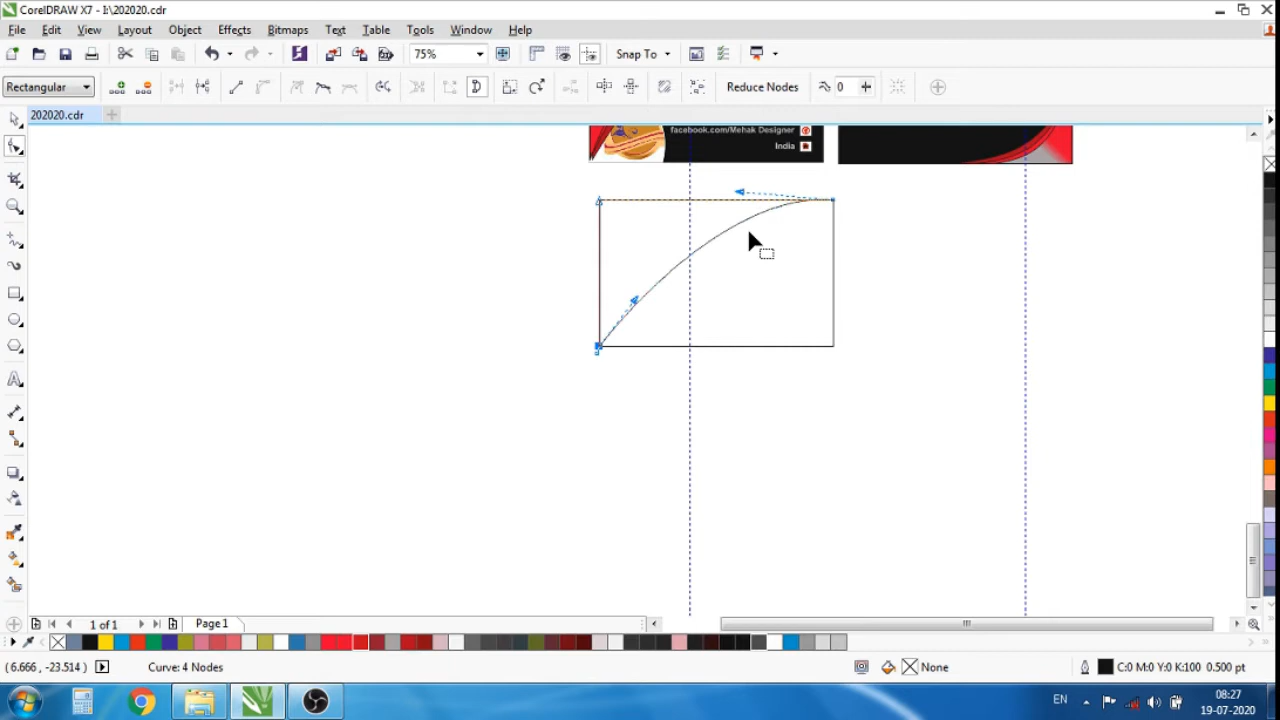 CorelDRAW X7 - I:\202020.cdr
File Edit View Layout Object Effects Bitmaps Text Table Tools Window Help
75% Snap To
Rectangular Reduce Nodes 0
202020.cdr
facebook.com/Mehak Designer
India
1 of 1 Page 1
(6.666, -23.514) Curve: 4 Nodes None C:0 M:0 Y:0 K:100 0.500 pt
EN 08:27
19-07-2020